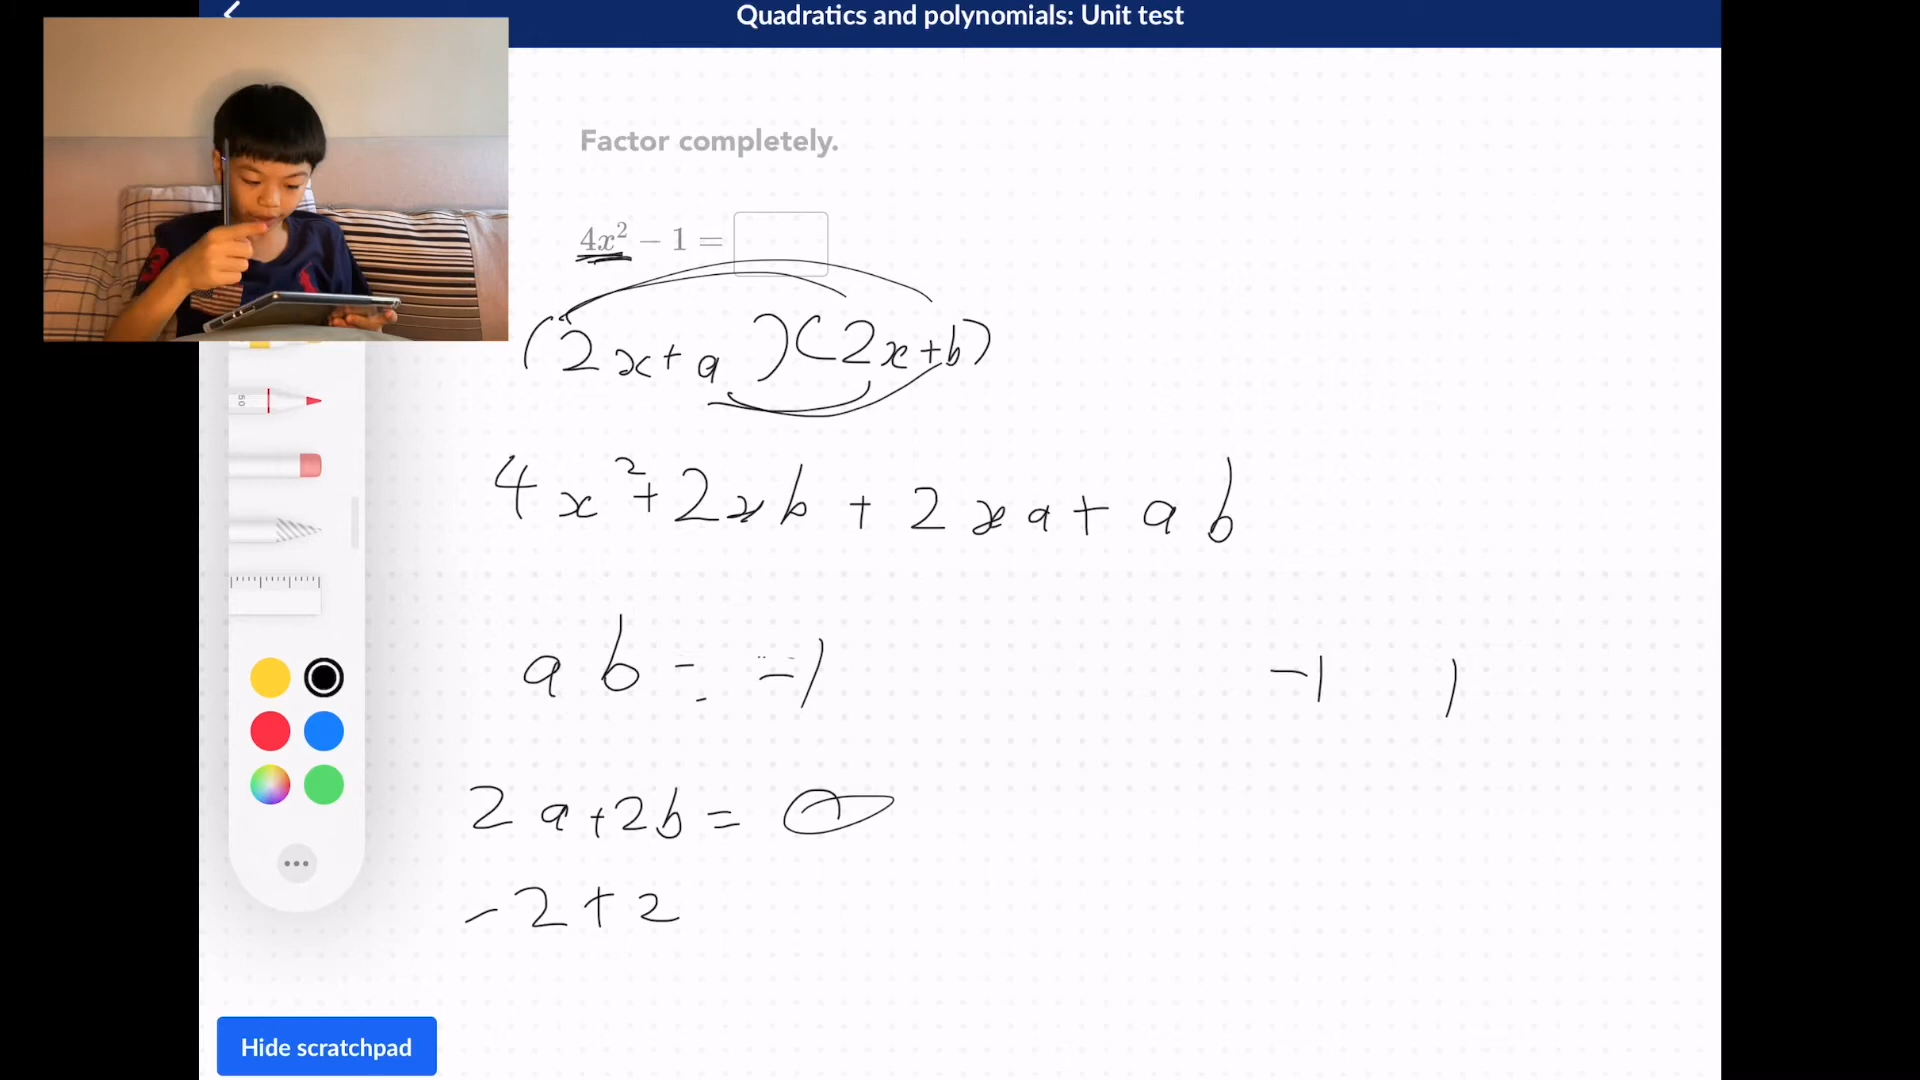 Quadratics and polynomials: Unit test
Factor completely.
4x² − 1 =
(2x+a)(2x+b)
4x²+2xb+2xa+ab
ab = -1
-1 1
50
2a+2b =
-2+2
Hide scratchpad